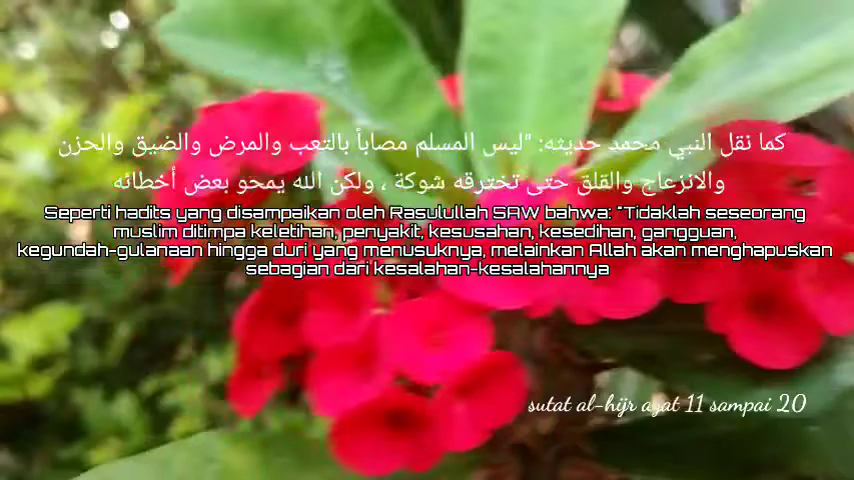 كما نقل النبي محمد حديثه: "ليس المسلم مصاباً بالتعب والمرض والضيق والحزن
والانزعاج والقلق حتى تخترقه شوكة ، ولكن الله يمحو بعض أخطائه
Seperti hadits yang disampaikan oleh Rasulullah SAW bahwa: "Tidaklah seseorang
muslim ditimpa keletihan, penyakit, kesusahan, kesedihan, gangguan,
kegundah-gulanaan hingga duri yang menusuknya, melainkan Allah akan menghapuskan
sebagian dari kesalahan-kesalahannya
sutat al-hijr ayat 11 sampai 20